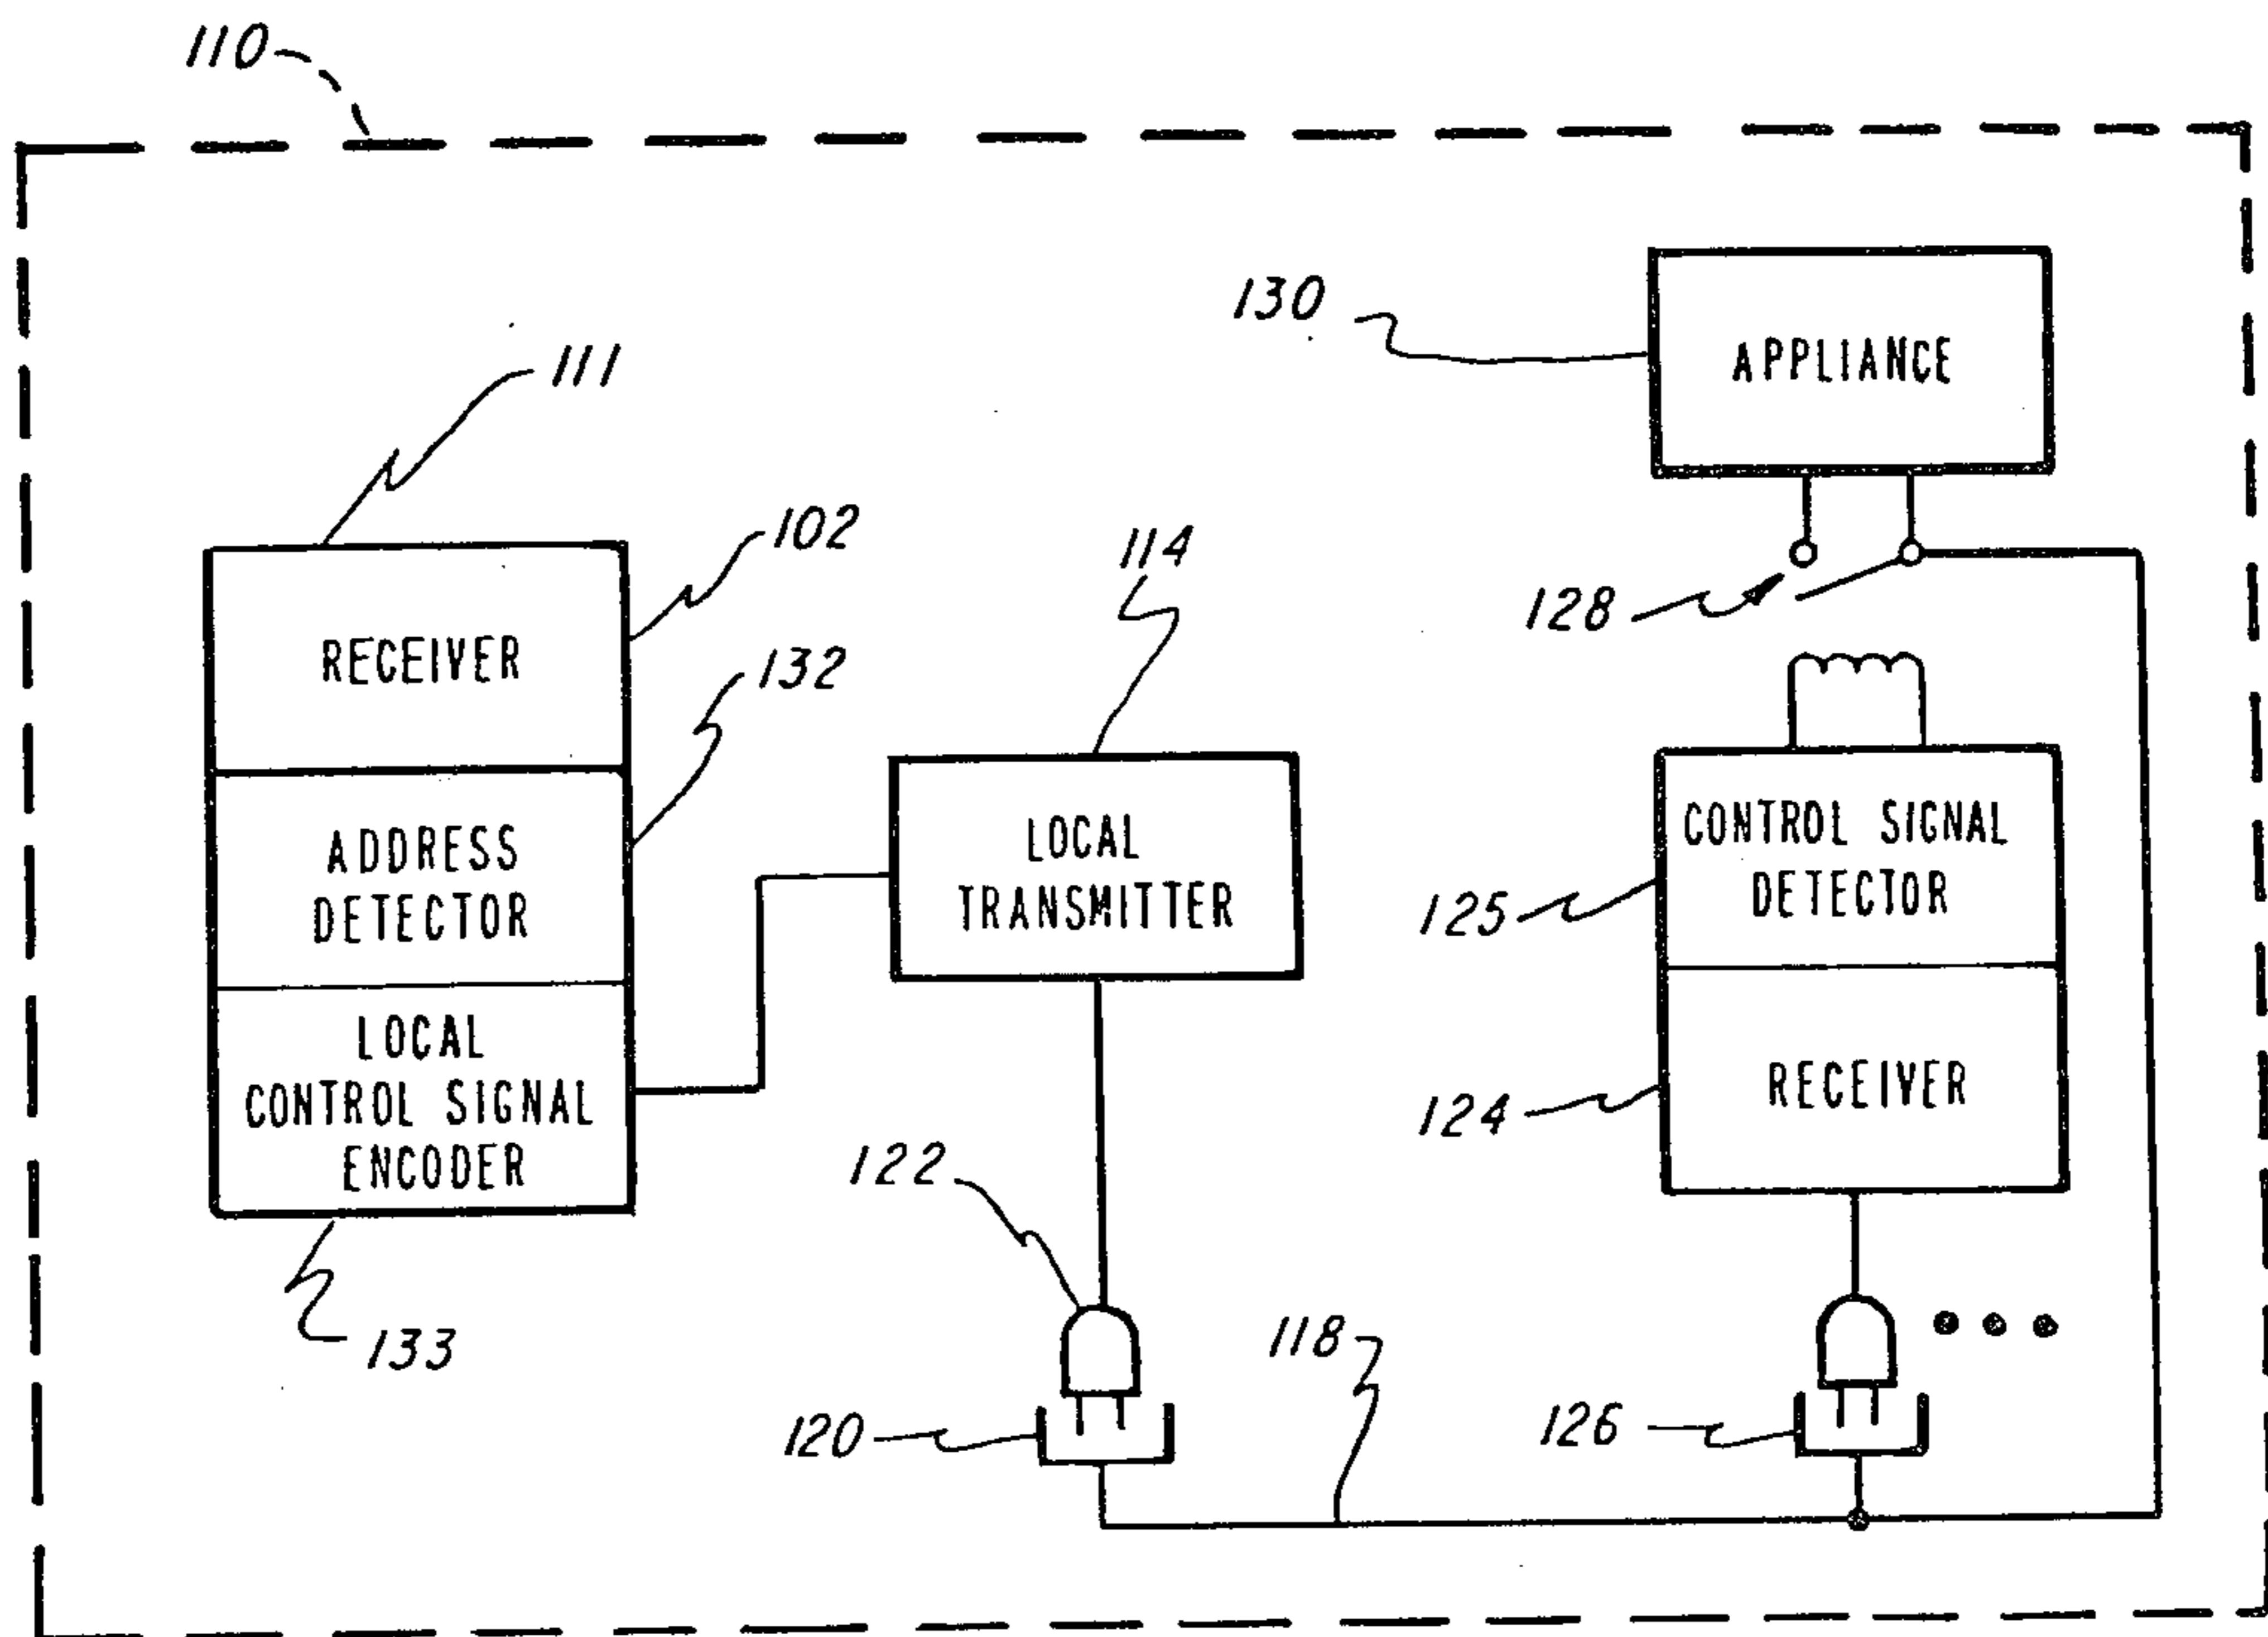 110
130
APPLIANCE
111
102
114
128
RECEIVER
132
ADDRESS
DETECTOR
LOCAL
TRANSMITTER
CONTROL SIGNAL
DETECTOR
125
LOCAL
CONTROL SIGNAL
ENCODER
RECEIVER
124
122
133
118
120
126